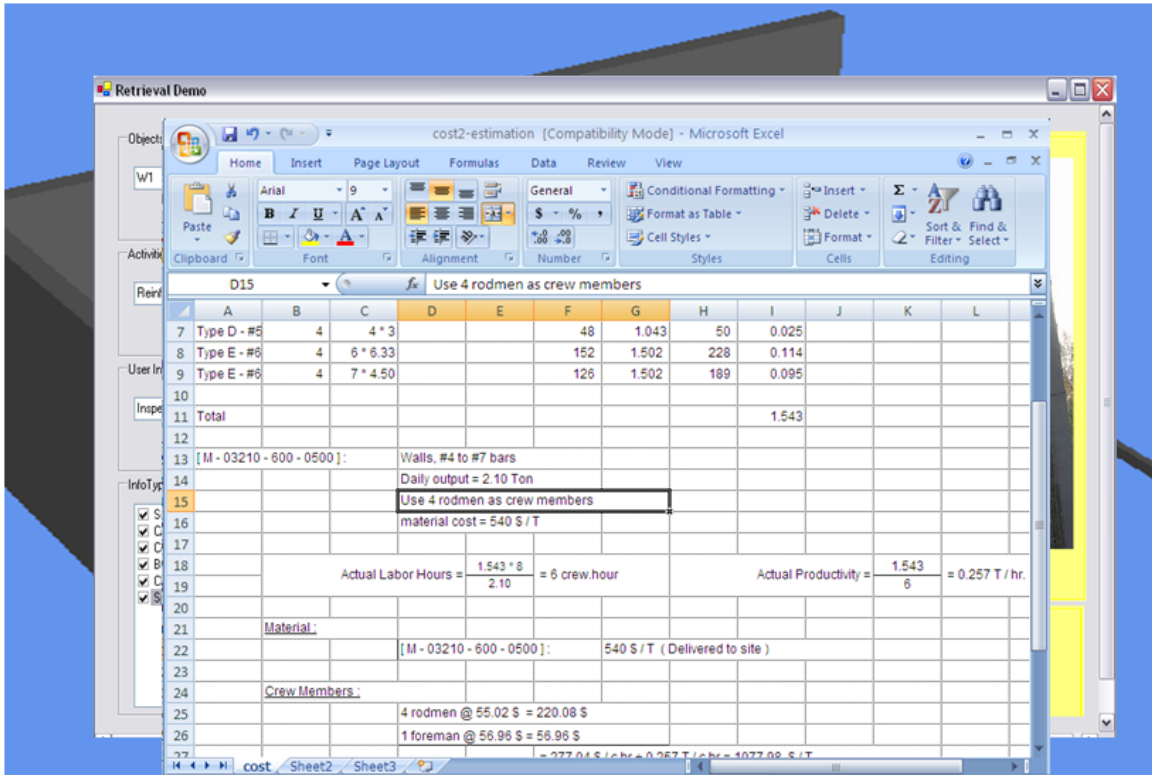 Retrieval Demo
Objects
cost2-estimation [Compatibility Mode] - Microsoft Excel
Home Insert Page Layout Formulas Data Review View
W1
Arial 9 General Conditional Formatting Insert Σ
Paste B I U A A $ % , Format as Table Delete Sort & Find &
Cell Styles Format Filter Select
Clipboard Font Alignment Number Styles Cells Editing
D15 fx Use 4 rodmen as crew members
A B C D E F G H I J K L
7 Type D - #5 4 4 * 3 48 1.043 50 0.025
8 Type E - #6 4 6 * 6.33 152 1.502 228 0.114
9 Type E - #6 4 7 * 4.50 126 1.502 189 0.095
10
11 Total 1.543
12
13 [ M - 03210 - 600 - 0500 ] : Walls, #4 to #7 bars
14 Daily output = 2.10 Ton
15 Use 4 rodmen as crew members
16 material cost = 540 $ / T
17
18 Actual Labor Hours = 1.543 * 8 = 6 crew.hour Actual Productivity = 1.543 = 0.257 T / hr.
19 2.10 6
20
21 Material :
22 [ M - 03210 - 600 - 0500 ] : 540 $ / T ( Delivered to site )
23
24 Crew Members :
25 4 rodmen @ 55.02 $ = 220.08 $
26 1 foreman @ 56.96 $ = 56.96 $
27 = 277.04 $ / c.hr ÷ 0.257 T / c.hr = 1077.98 $ / T
cost Sheet2 Sheet3